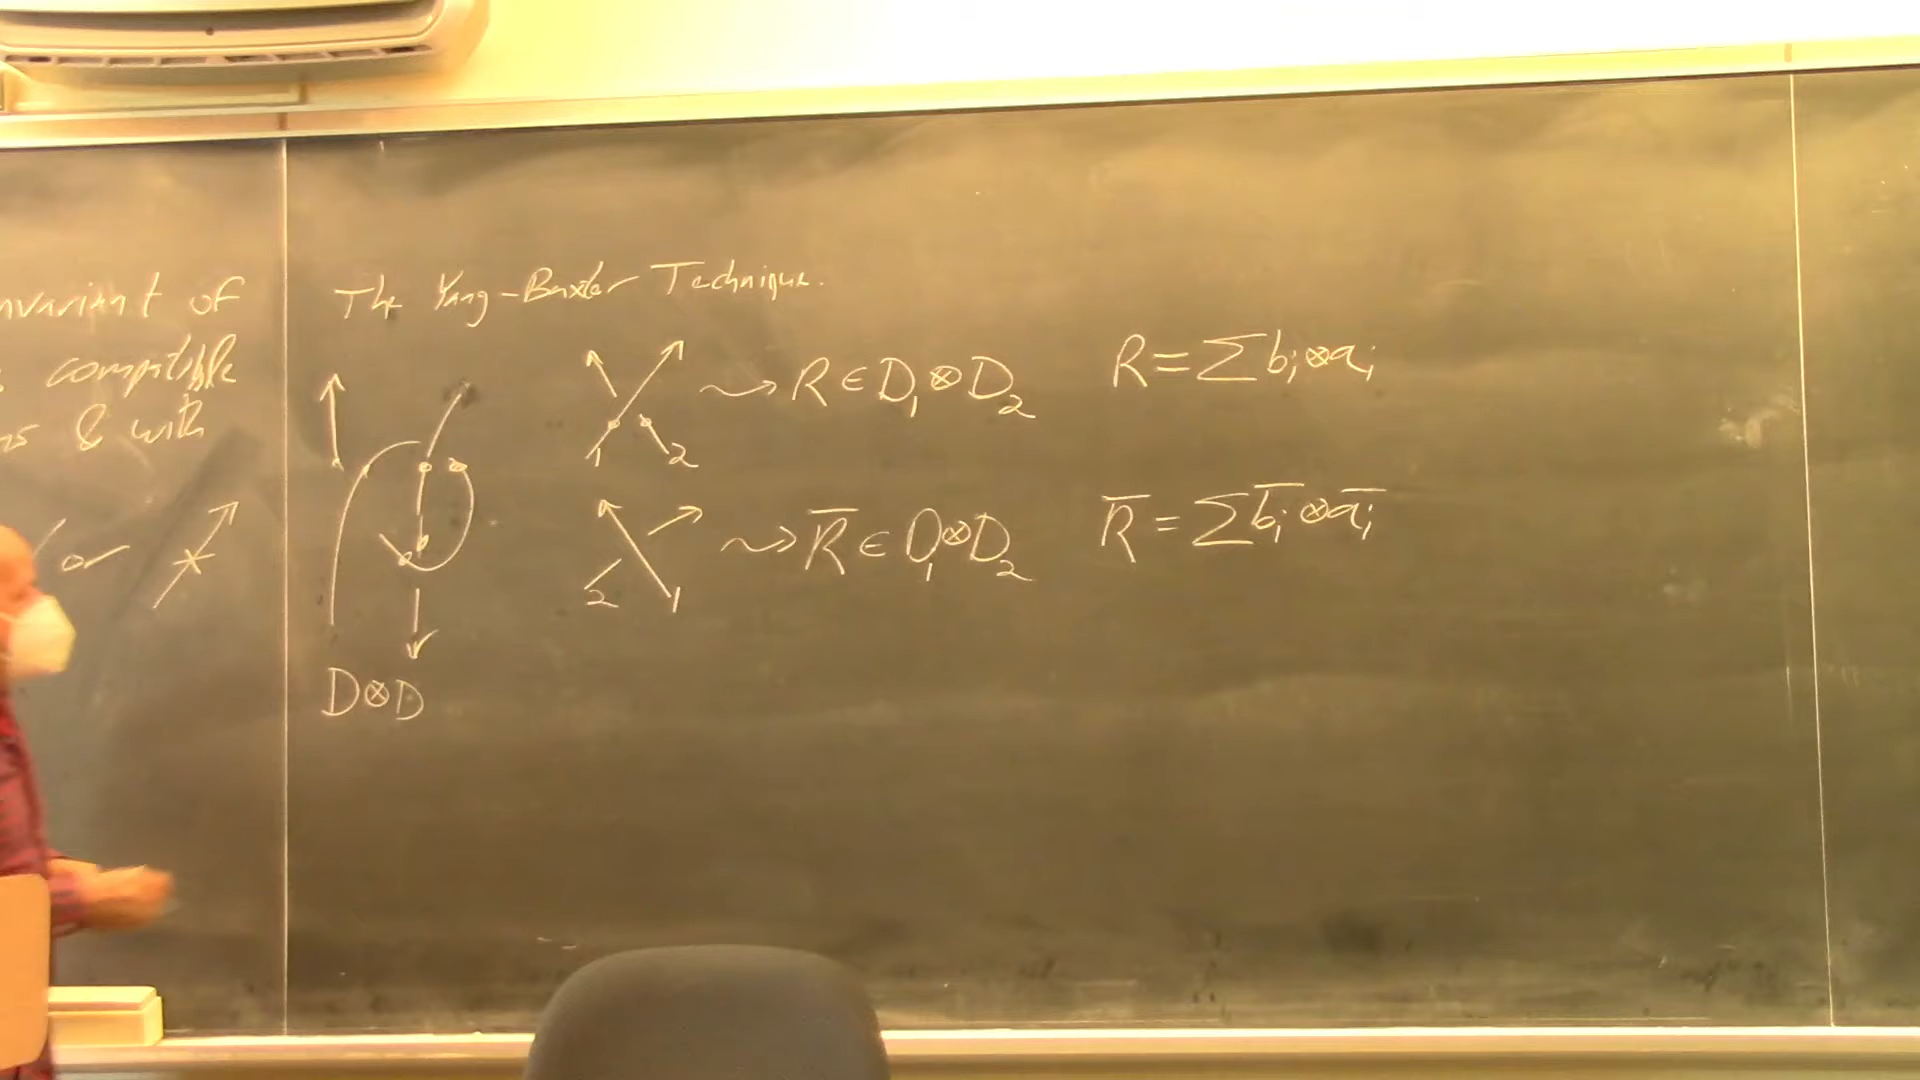 nvariant of
compatible
ns & with
or
The Yang-Baxter Technique.
1 2 ⇝ R ∈ D₁⊗D₂ R = Σ bᵢ⊗aᵢ
2 1 ⇝ R̅ ∈ D₁⊗D₂ R̅ = Σ b̅ᵢ⊗a̅ᵢ
D⊗D